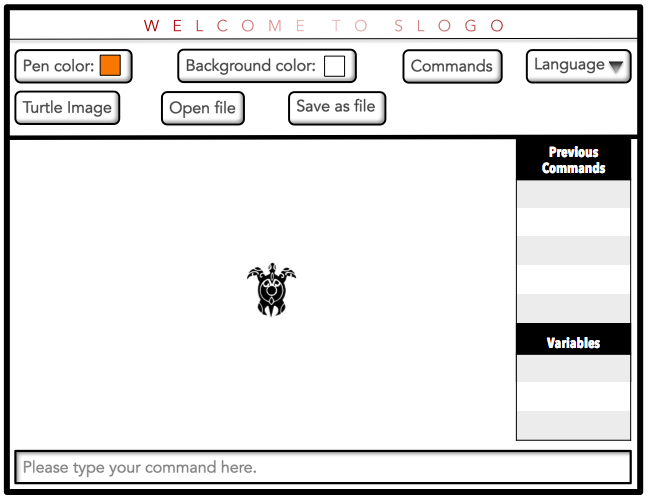 WELCOME TO SLOGO
Pen color:
Background color:
Commands
Language
Turtle Image
Open file
Save as file
Previous
Commands
Variables
Please type your command here.